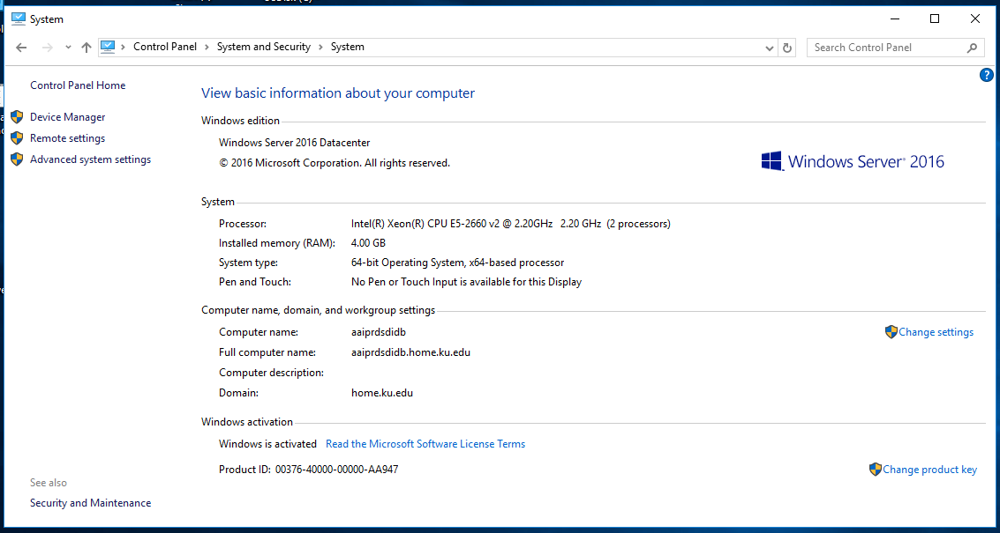 System
Control Panel > System and Security > System
Search Control Panel
Control Panel Home
Device Manager
Remote settings
Advanced system settings
See also
Security and Maintenance
View basic information about your computer
Windows edition
Windows Server 2016 Datacenter
© 2016 Microsoft Corporation. All rights reserved.
Windows Server® 2016
System
Processor: Intel(R) Xeon(R) CPU E5-2660 v2 @ 2.20GHz 2.20 GHz (2 processors)
Installed memory (RAM): 4.00 GB
System type: 64-bit Operating System, x64-based processor
Pen and Touch: No Pen or Touch Input is available for this Display
Computer name, domain, and workgroup settings
Computer name: aaiprdsdidb
Change settings
Full computer name: aaiprdsdidb.home.ku.edu
Computer description:
Domain: home.ku.edu
Windows activation
Windows is activated Read the Microsoft Software License Terms
Product ID: 00376-40000-00000-AA947
Change product key